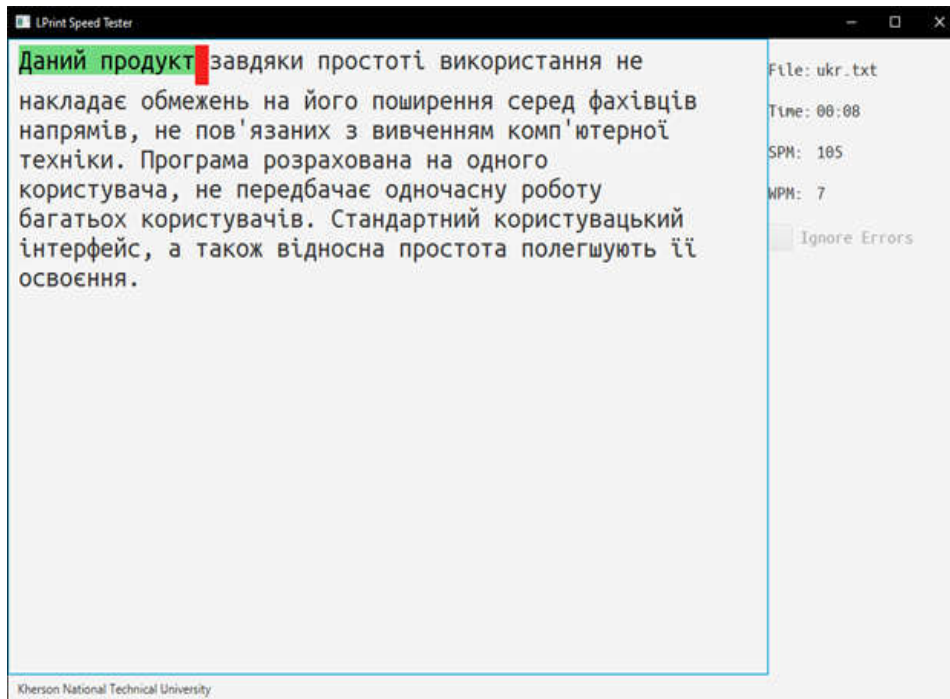 LPrint Speed Tester
Даний продукт завдяки простоті використання не
накладає обмежень на його поширення серед фахівців
напрямів, не пов'язаних з вивченням комп'ютерної
техніки. Програма розрахована на одного
користувача, не передбачає одночасну роботу
багатьох користувачів. Стандартний користувацький
інтерфейс, а також відносна простота полегшують її
освоєння.
File: ukr.txt
Time: 00:08
SPM: 105
WPM: 7
Ignore Errors
Kherson National Technical University